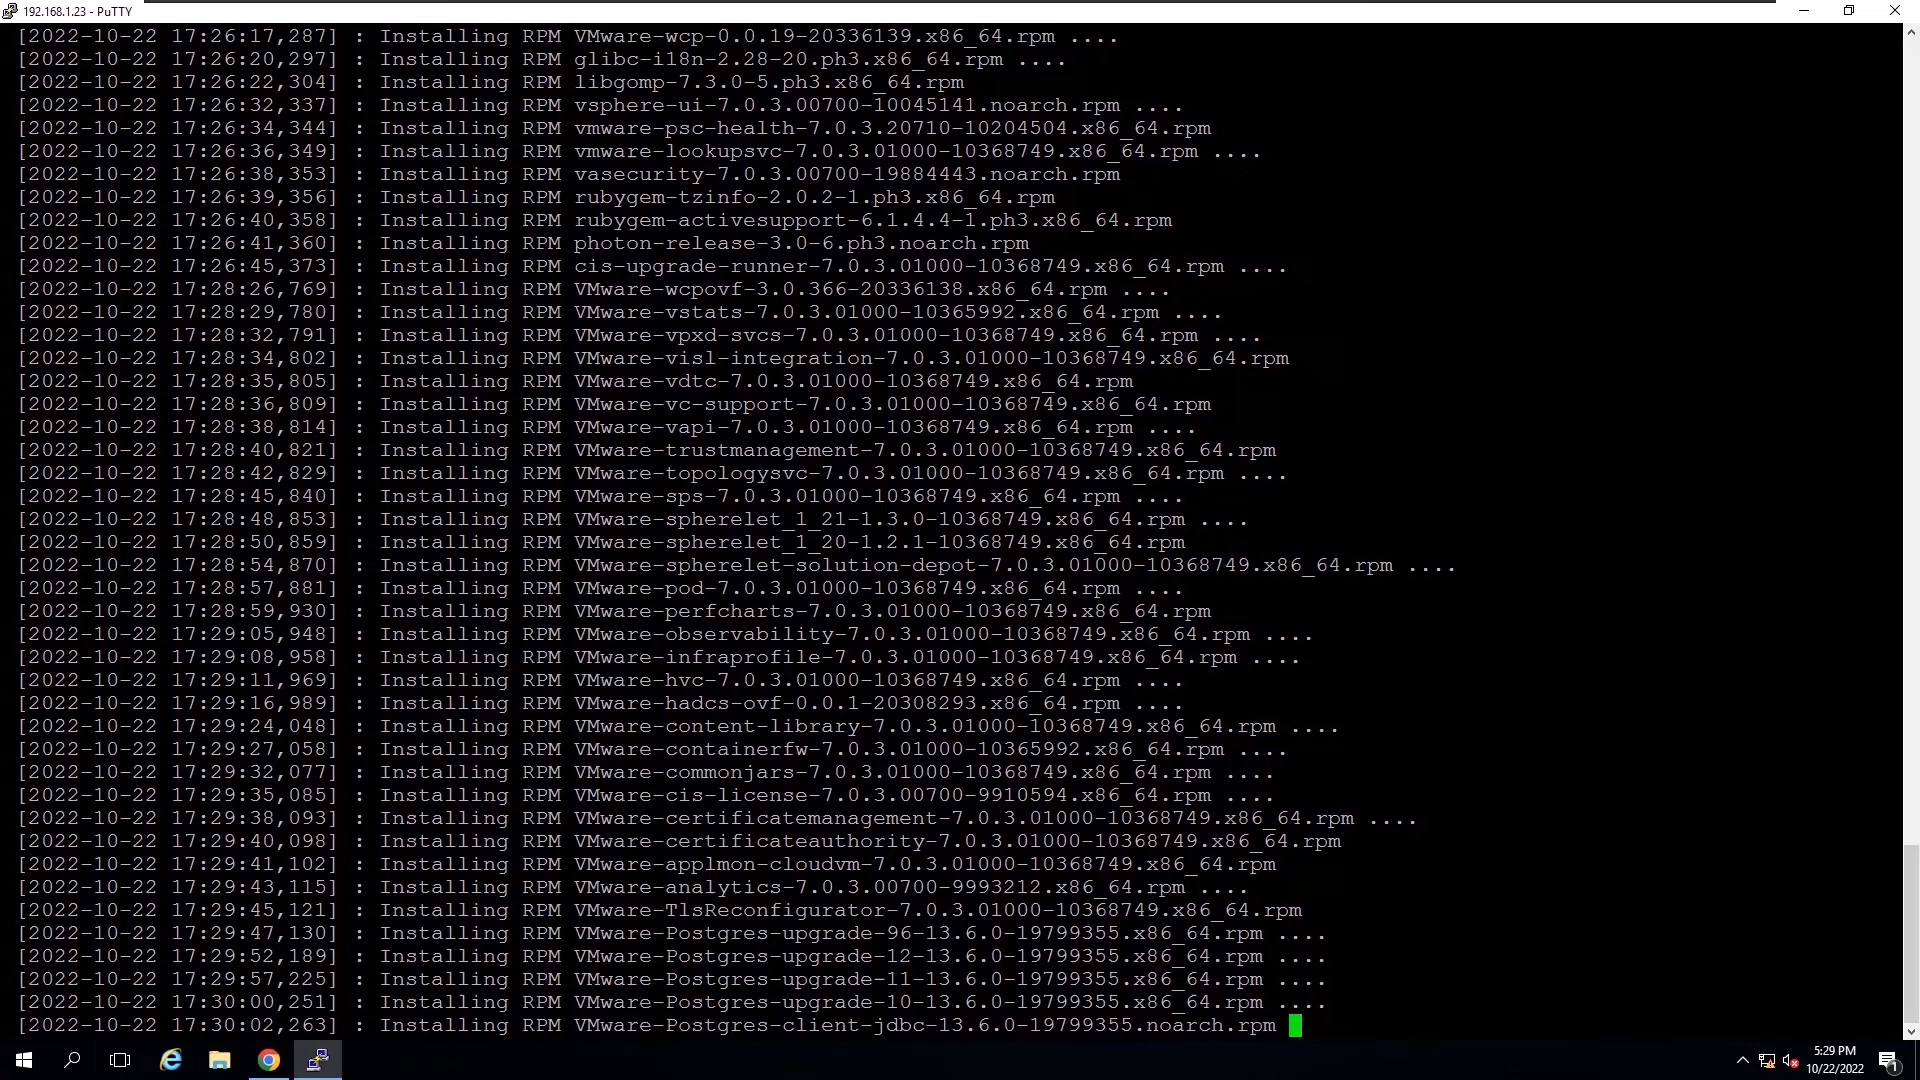 192.168.1.23 - PuTTY
[2022-10-22 17:26:17,287] : Installing RPM VMware-wcp-0.0.19-20336139.x86_64.rpm ....
[2022-10-22 17:26:20,297] : Installing RPM glibc-i18n-2.28-20.ph3.x86_64.rpm ....
[2022-10-22 17:26:22,304] : Installing RPM libgomp-7.3.0-5.ph3.x86_64.rpm
[2022-10-22 17:26:32,337] : Installing RPM vsphere-ui-7.0.3.00700-10045141.noarch.rpm ....
[2022-10-22 17:26:34,344] : Installing RPM vmware-psc-health-7.0.3.20710-10204504.x86_64.rpm
[2022-10-22 17:26:36,349] : Installing RPM vmware-lookupsvc-7.0.3.01000-10368749.x86_64.rpm ....
[2022-10-22 17:26:38,353] : Installing RPM vasecurity-7.0.3.00700-19884443.noarch.rpm
[2022-10-22 17:26:39,356] : Installing RPM rubygem-tzinfo-2.0.2-1.ph3.x86_64.rpm
[2022-10-22 17:26:40,358] : Installing RPM rubygem-activesupport-6.1.4.4-1.ph3.x86_64.rpm
[2022-10-22 17:26:41,360] : Installing RPM photon-release-3.0-6.ph3.noarch.rpm
[2022-10-22 17:26:45,373] : Installing RPM cis-upgrade-runner-7.0.3.01000-10368749.x86_64.rpm ....
[2022-10-22 17:28:26,769] : Installing RPM VMware-wcpovf-3.0.366-20336138.x86_64.rpm ....
[2022-10-22 17:28:29,780] : Installing RPM VMware-vstats-7.0.3.01000-10365992.x86_64.rpm ....
[2022-10-22 17:28:32,791] : Installing RPM VMware-vpxd-svcs-7.0.3.01000-10368749.x86_64.rpm ....
[2022-10-22 17:28:34,802] : Installing RPM VMware-visl-integration-7.0.3.01000-10368749.x86_64.rpm
[2022-10-22 17:28:35,805] : Installing RPM VMware-vdtc-7.0.3.01000-10368749.x86_64.rpm
[2022-10-22 17:28:36,809] : Installing RPM VMware-vc-support-7.0.3.01000-10368749.x86_64.rpm
[2022-10-22 17:28:38,814] : Installing RPM VMware-vapi-7.0.3.01000-10368749.x86_64.rpm ....
[2022-10-22 17:28:40,821] : Installing RPM VMware-trustmanagement-7.0.3.01000-10368749.x86_64.rpm
[2022-10-22 17:28:42,829] : Installing RPM VMware-topologysvc-7.0.3.01000-10368749.x86_64.rpm ....
[2022-10-22 17:28:45,840] : Installing RPM VMware-sps-7.0.3.01000-10368749.x86_64.rpm ....
[2022-10-22 17:28:48,853] : Installing RPM VMware-spherelet_1_21-1.3.0-10368749.x86_64.rpm ....
[2022-10-22 17:28:50,859] : Installing RPM VMware-spherelet_1_20-1.2.1-10368749.x86_64.rpm
[2022-10-22 17:28:54,870] : Installing RPM VMware-spherelet-solution-depot-7.0.3.01000-10368749.x86_64.rpm ....
[2022-10-22 17:28:57,881] : Installing RPM VMware-pod-7.0.3.01000-10368749.x86_64.rpm ....
[2022-10-22 17:28:59,930] : Installing RPM VMware-perfcharts-7.0.3.01000-10368749.x86_64.rpm
[2022-10-22 17:29:05,948] : Installing RPM VMware-observability-7.0.3.01000-10368749.x86_64.rpm ....
[2022-10-22 17:29:08,958] : Installing RPM VMware-infraprofile-7.0.3.01000-10368749.x86_64.rpm ....
[2022-10-22 17:29:11,969] : Installing RPM VMware-hvc-7.0.3.01000-10368749.x86_64.rpm ....
[2022-10-22 17:29:16,989] : Installing RPM VMware-hadcs-ovf-0.0.1-20308293.x86_64.rpm ....
[2022-10-22 17:29:24,048] : Installing RPM VMware-content-library-7.0.3.01000-10368749.x86_64.rpm ....
[2022-10-22 17:29:27,058] : Installing RPM VMware-containerfw-7.0.3.01000-10365992.x86_64.rpm ....
[2022-10-22 17:29:32,077] : Installing RPM VMware-commonjars-7.0.3.01000-10368749.x86_64.rpm ....
[2022-10-22 17:29:35,085] : Installing RPM VMware-cis-license-7.0.3.00700-9910594.x86_64.rpm ....
[2022-10-22 17:29:38,093] : Installing RPM VMware-certificatemanagement-7.0.3.01000-10368749.x86_64.rpm ....
[2022-10-22 17:29:40,098] : Installing RPM VMware-certificateauthority-7.0.3.01000-10368749.x86_64.rpm
[2022-10-22 17:29:41,102] : Installing RPM VMware-applmon-cloudvm-7.0.3.01000-10368749.x86_64.rpm
[2022-10-22 17:29:43,115] : Installing RPM VMware-analytics-7.0.3.00700-9993212.x86_64.rpm ....
[2022-10-22 17:29:45,121] : Installing RPM VMware-TlsReconfigurator-7.0.3.01000-10368749.x86_64.rpm
[2022-10-22 17:29:47,130] : Installing RPM VMware-Postgres-upgrade-96-13.6.0-19799355.x86_64.rpm ....
[2022-10-22 17:29:52,189] : Installing RPM VMware-Postgres-upgrade-12-13.6.0-19799355.x86_64.rpm ....
[2022-10-22 17:29:57,225] : Installing RPM VMware-Postgres-upgrade-11-13.6.0-19799355.x86_64.rpm ....
[2022-10-22 17:30:00,251] : Installing RPM VMware-Postgres-upgrade-10-13.6.0-19799355.x86_64.rpm ....
[2022-10-22 17:30:02,263] : Installing RPM VMware-Postgres-client-jdbc-13.6.0-19799355.noarch.rpm
5:29 PM
10/22/2022
1